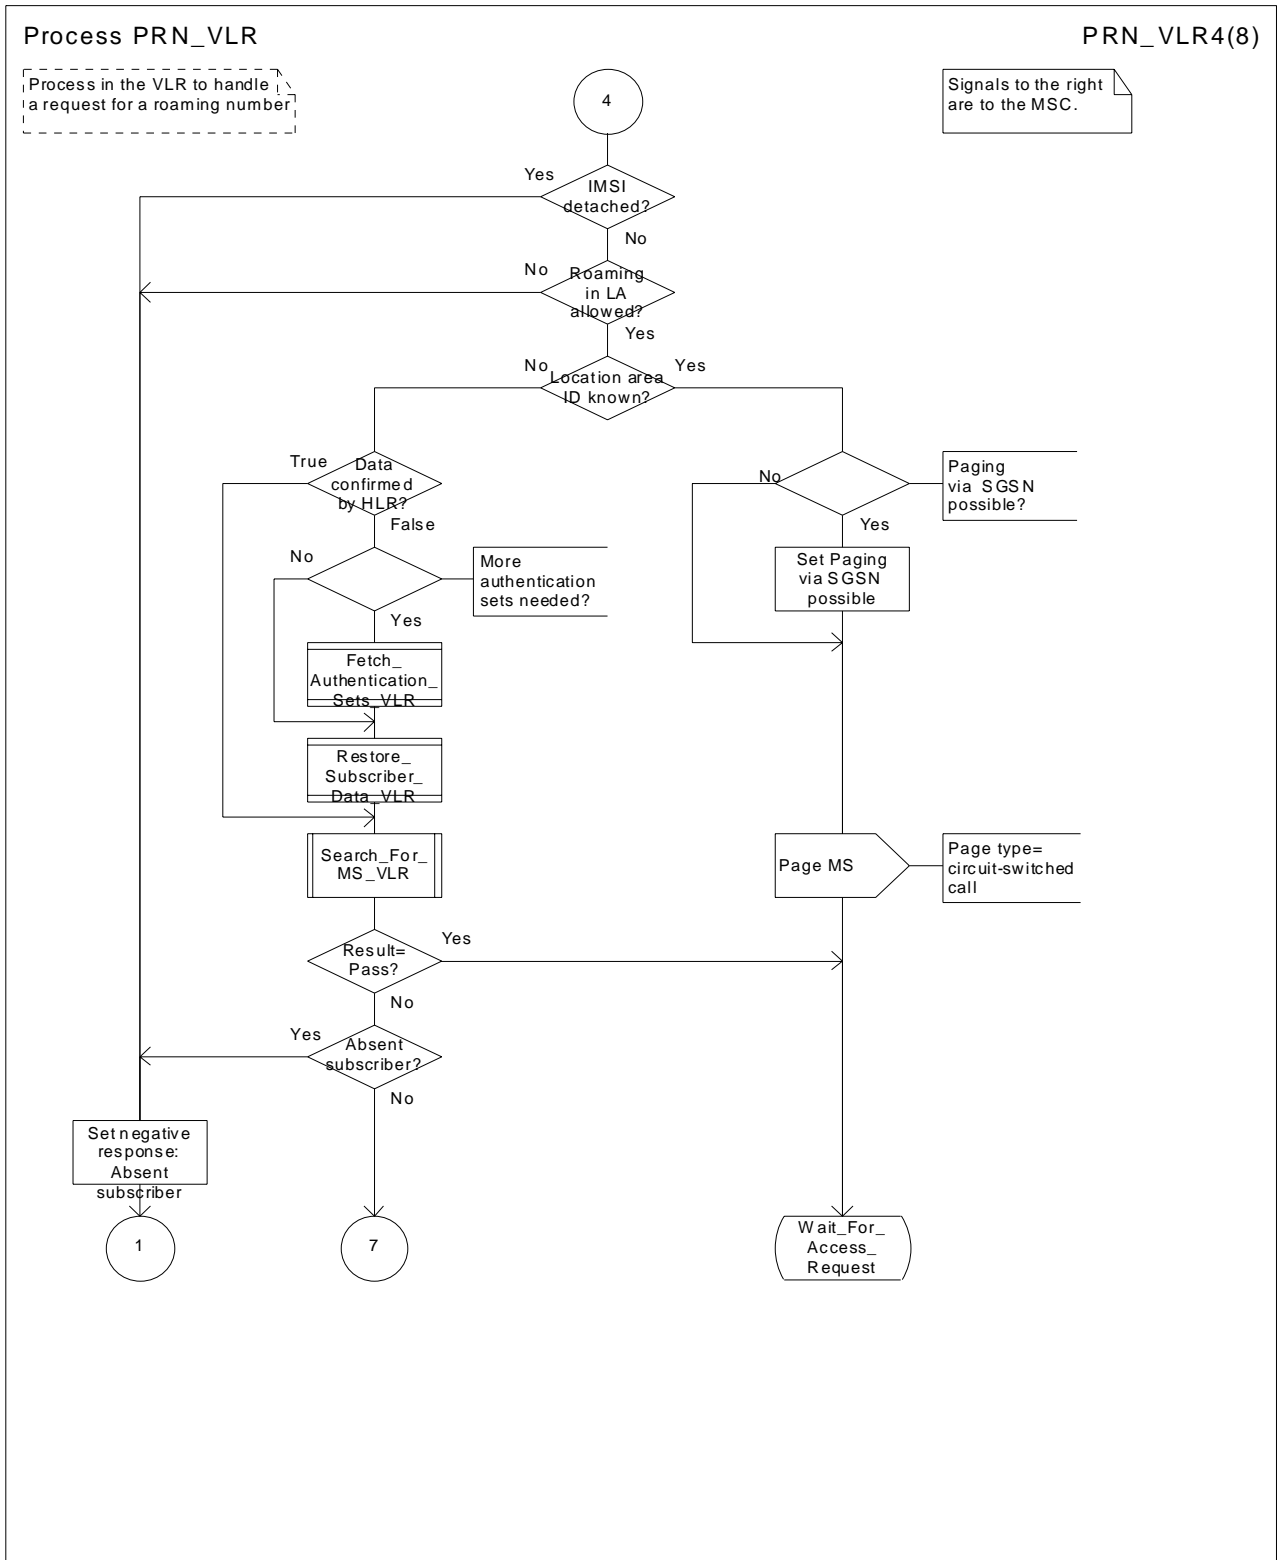 Process PRN_VLR
PRN_VLR4(8)
Process in the VLR to handle
a request for a roaming number
4
Signals to the right
are to the MSC.
Yes
IMSI
detached?
No
No
Roaming
in LA
allowed?
Yes
No
Location area
ID known?
Yes
True
Data
confirmed
by HLR?
False
No
Paging
via SGSN
possible?
Yes
No
More
authentication
sets needed?
Yes
Set Paging
via SGSN
possible
Fetch_
Authentication_
Sets_VLR
Restore_
Subscriber_
Data_VLR
Search_For_
MS_VLR
Page MS
Page type=
circuit-switched
call
Result=
Pass?
Yes
No
Yes
Absent
subscriber?
No
Set negative
response:
Absent
subscriber
1
7
Wait_For_
Access_
Request